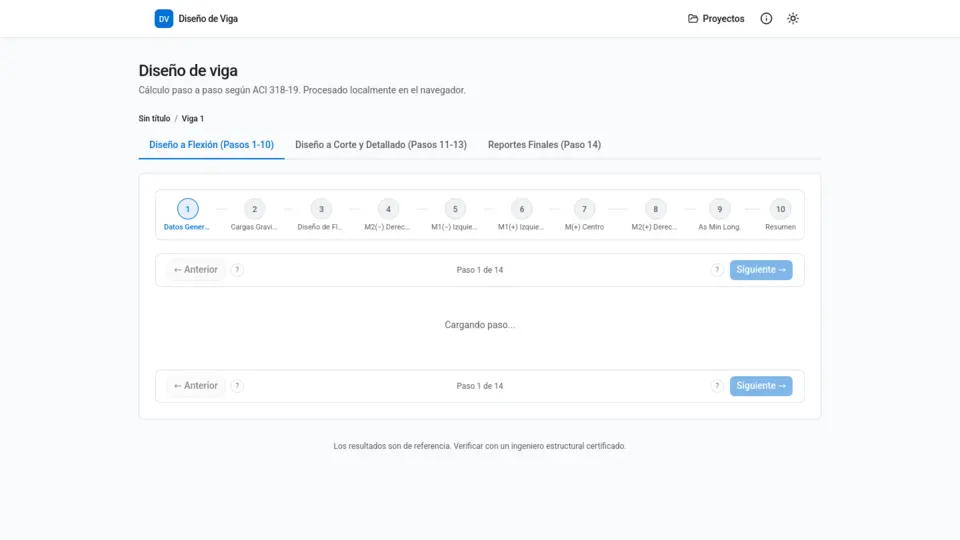 DV Diseño de Viga
Proyectos
Diseño de viga
Cálculo paso a paso según ACI 318-19. Procesado localmente en el navegador.
Sin título / Viga 1
Diseño a Flexión (Pasos 1-10)
Diseño a Corte y Detallado (Pasos 11-13)
Reportes Finales (Paso 14)
1
Datos Gener...
2
Cargas Gravi...
3
Diseño de Fl...
4
M2(−) Derec...
5
M1(−) Izquie...
6
M1(+) Izquie...
7
M(+) Centro
8
M2(+) Derec...
9
As Min Long.
10
Resumen
← Anterior
?
Paso 1 de 14
?
Siguiente →
Cargando paso...
← Anterior
?
Paso 1 de 14
?
Siguiente →
Los resultados son de referencia. Verificar con un ingeniero estructural certificado.